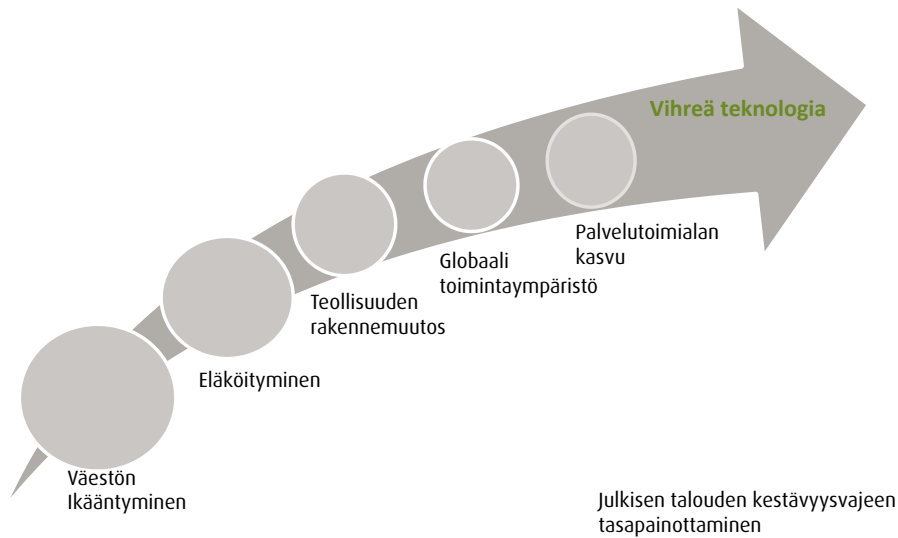 Vihreä teknologia
Palvelutoimialan
kasvu
Globaali
toimintaympäristö
Teollisuuden
rakennemuutos
Eläköityminen
Väestön
Ikääntyminen
Julkisen talouden kestävyysvajeen
tasapainottaminen